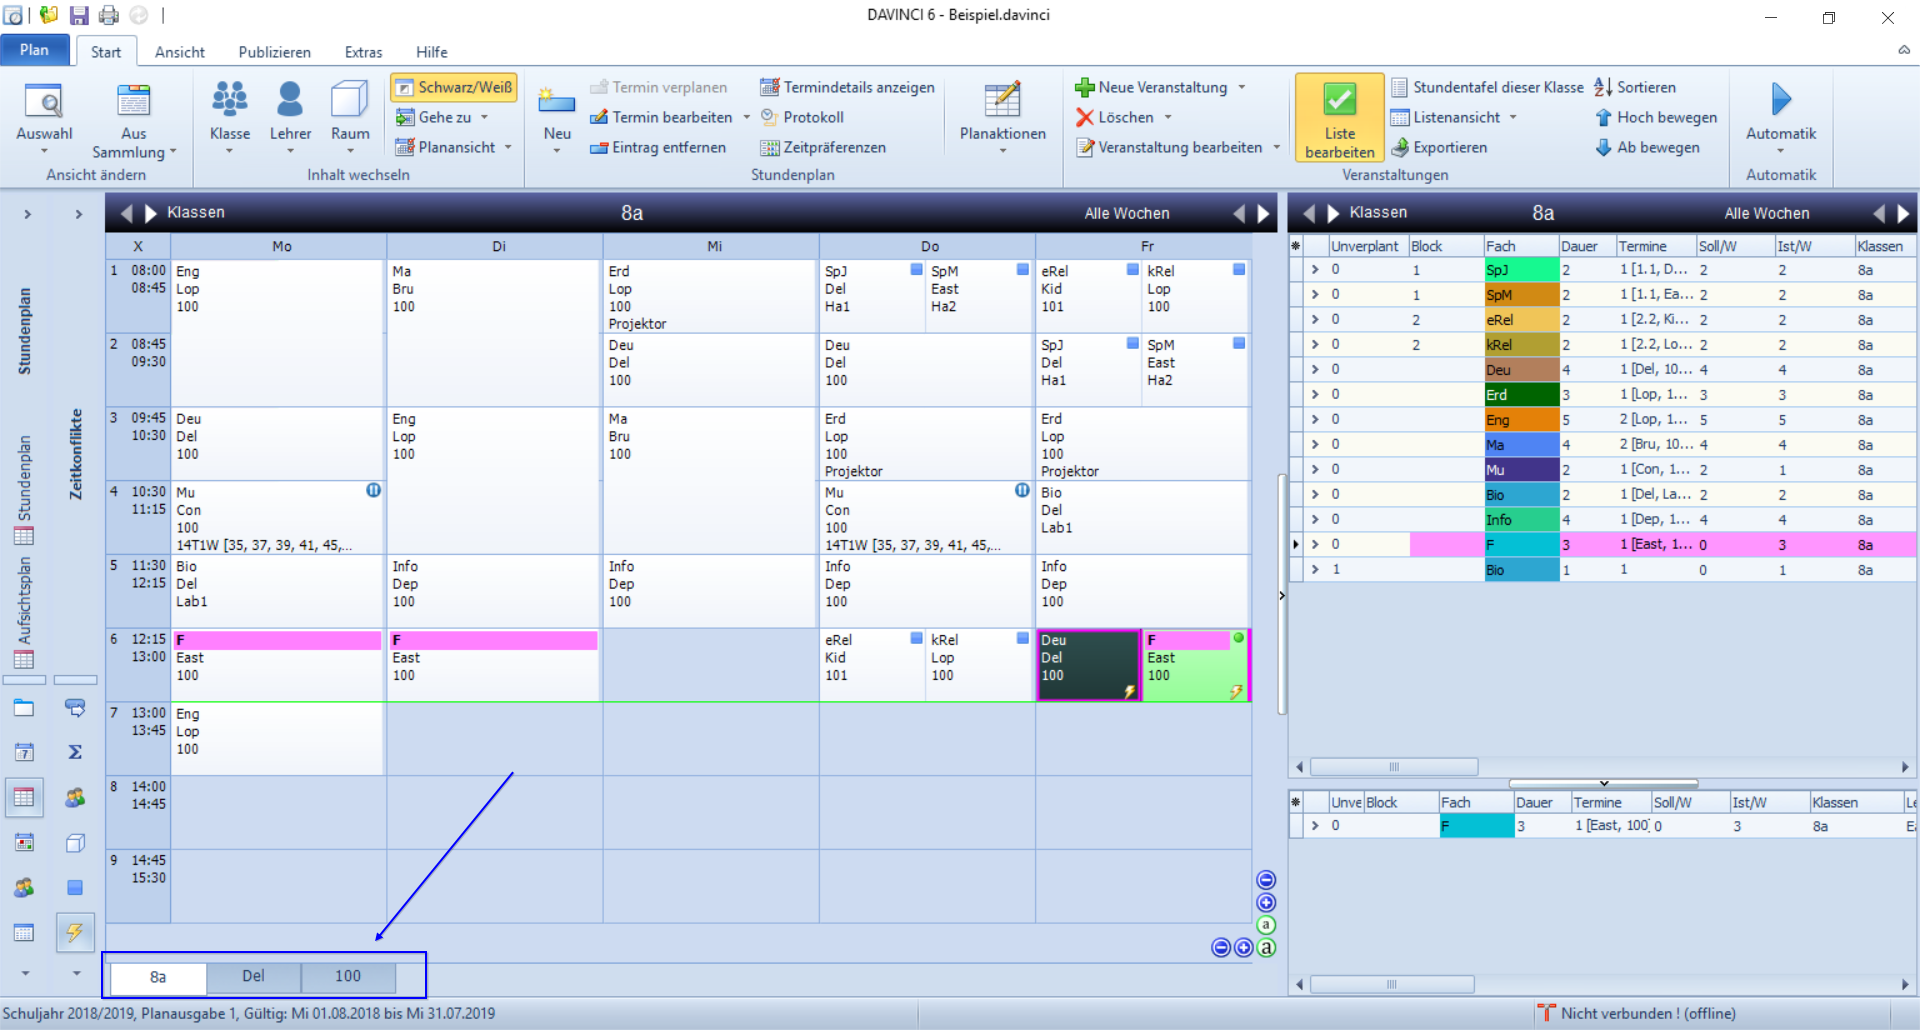 DAVINCI 6 - Beispiel.davinci
Plan Start Ansicht Publizieren Extras Hilfe
Auswahl
Aus Sammlung
Ansicht ändern
Klasse Lehrer Raum
Schwarz/Weiß
Gehe zu
Planansicht
Inhalt wechseln
Neu
Termin verplanen
Termin bearbeiten
Eintrag entfernen
Termindetails anzeigen
Protokoll
Zeitpräferenzen
Planaktionen
Stundenplan
Neue Veranstaltung
Löschen
Veranstaltung bearbeiten
Liste bearbeiten
Stundentafel dieser Klasse
Listenansicht
Exportieren
Sortieren
Hoch bewegen
Ab bewegen
Veranstaltungen
Automatik
Automatik
Stundenplan
Stundenplan
Aufsichtsplan
Zeitkonflikte
Klassen 8a Alle Wochen
X Mo Di Mi Do Fr
1 08:00 Eng Ma Erd SpJ SpM eRel kRel
08:45 Lop Bru Lop Del East Kid Lop
100 100 100 Ha1 Ha2 101 100
Projektor
2 08:45 Deu Deu SpJ SpM
09:30 Del Del Del East
100 100 Ha1 Ha2
3 09:45 Deu Eng Ma Erd Erd
10:30 Del Lop Bru Lop Lop
100 100 100 100 100
Projektor Projektor
4 10:30 Mu Mu Bio
11:15 Con Con Del
100 100 Lab1
14T1W [35, 37, 39, 41, 45,... 14T1W [35, 37, 39, 41, 45,...
5 11:30 Bio Info Info Info Info
12:15 Del Dep Dep Dep Dep
Lab1 100 100 100 100
6 12:15 F F eRel kRel Deu F
13:00 East East Kid Lop Del East
100 100 101 100 100 100
7 13:00 Eng
13:45 Lop
100
8 14:00
14:45
9 14:45
15:30
a
a
8a Del 100
Klassen 8a Alle Wochen
Unverplant Block Fach Dauer Termine Soll/W Ist/W Klassen
0 1 SpJ 2 1 [1.1, D... 2 2 8a
0 1 SpM 2 1 [1.1, Ea... 2 2 8a
0 2 eRel 2 1 [2.2, Ki... 2 2 8a
0 2 kRel 2 1 [2.2, Lo... 2 2 8a
0 Deu 4 1 [Del, 10... 4 4 8a
0 Erd 3 1 [Lop, 1... 3 3 8a
0 Eng 5 2 [Lop, 1... 5 5 8a
0 Ma 4 2 [Bru, 10... 4 4 8a
0 Mu 2 1 [Con, 1... 2 1 8a
0 Bio 2 1 [Del, La... 2 2 8a
0 Info 4 1 [Dep, 1... 4 4 8a
0 F 3 1 [East, 1... 0 3 8a
1 Bio 1 1 0 1 8a
Unve Block Fach Dauer Termine Soll/W Ist/W Klassen
0 F 3 1 [East, 100] 0 3 8a
Schuljahr 2018/2019, Planausgabe 1, Gültig: Mi 01.08.2018 bis Mi 31.07.2019
Nicht verbunden ! (offline)